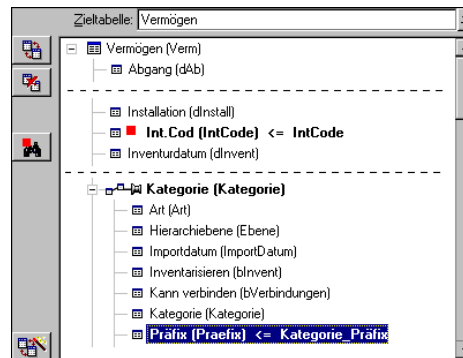 Zieltabelle: Vermögen
Vermögen (Verm)
Abgang (dAb)
Installation (dInstall)
Int.Cod (IntCode) <= IntCode
Inventurdatum (dInvent)
Kategorie (Kategorie)
Art (Art)
Hierarchiebene (Ebene)
Importdatum (ImportDatum)
Inventarisieren (bInvent)
Kann verbinden (bVerbindungen)
Kategorie (Kategorie)
Präfix (Praefix) <= Kategorie_Präfix